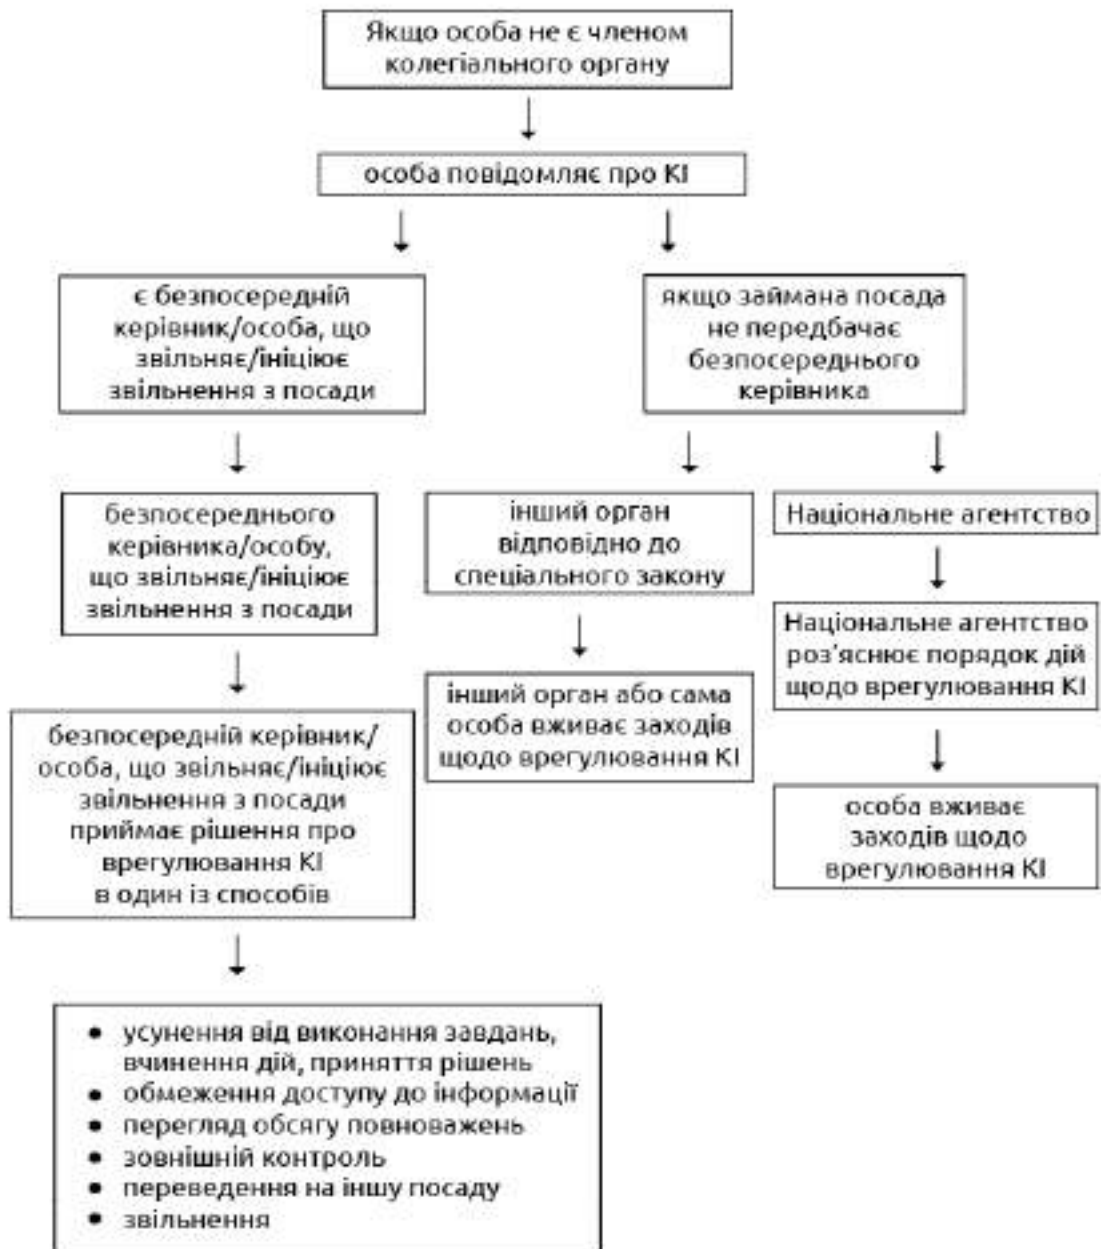 Якщо особа не є членом
колегіального органу
особа повідомляє про КІ
є безпосередній
керівник/особа, що
звільняє/ініціює
звільнення з посади
якщо займана посада
не передбачає
безпосереднього
керівника
безпосереднього
керівника/особу,
що звільняє/ініціює
звільнення з посади
інший орган
відповідно до
спеціального закону
Національне агентство
Національне агентство
роз'яснює порядок дій
щодо врегулювання КІ
інший орган або сама
особа вживає заходів
щодо врегулювання КІ
безпосередній керівник/
особа, що звільняє/ініціює
звільнення з посади
приймає рішення про
врегулювання КІ
в один із способів
особа вживає
заходів щодо
врегулювання КІ
• усунення від виконання завдань,
вчинення дій, прийняття рішень
• обмеження доступу до інформації
• перегляд обсягу повноважень
• зовнішній контроль
• переведення на іншу посаду
• звільнення